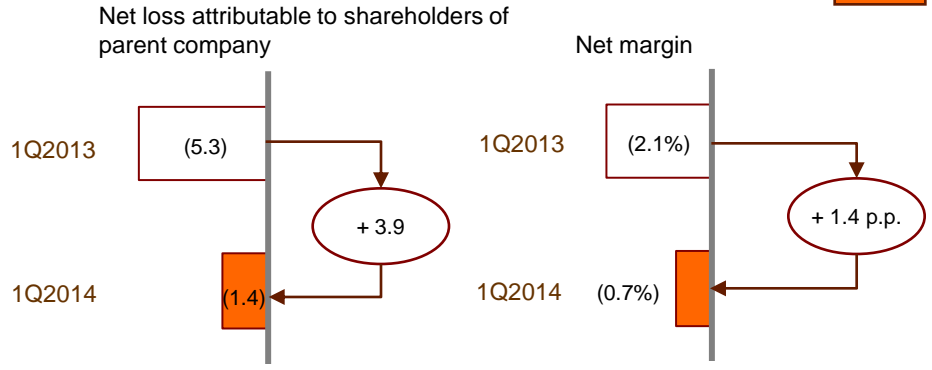 Net loss attributable to shareholders of
parent company
1Q2013
(5.3)
+ 3.9
1Q2014
(1.4)
Net margin
1Q2013
(2.1%)
+ 1.4 p.p.
1Q2014
(0.7%)